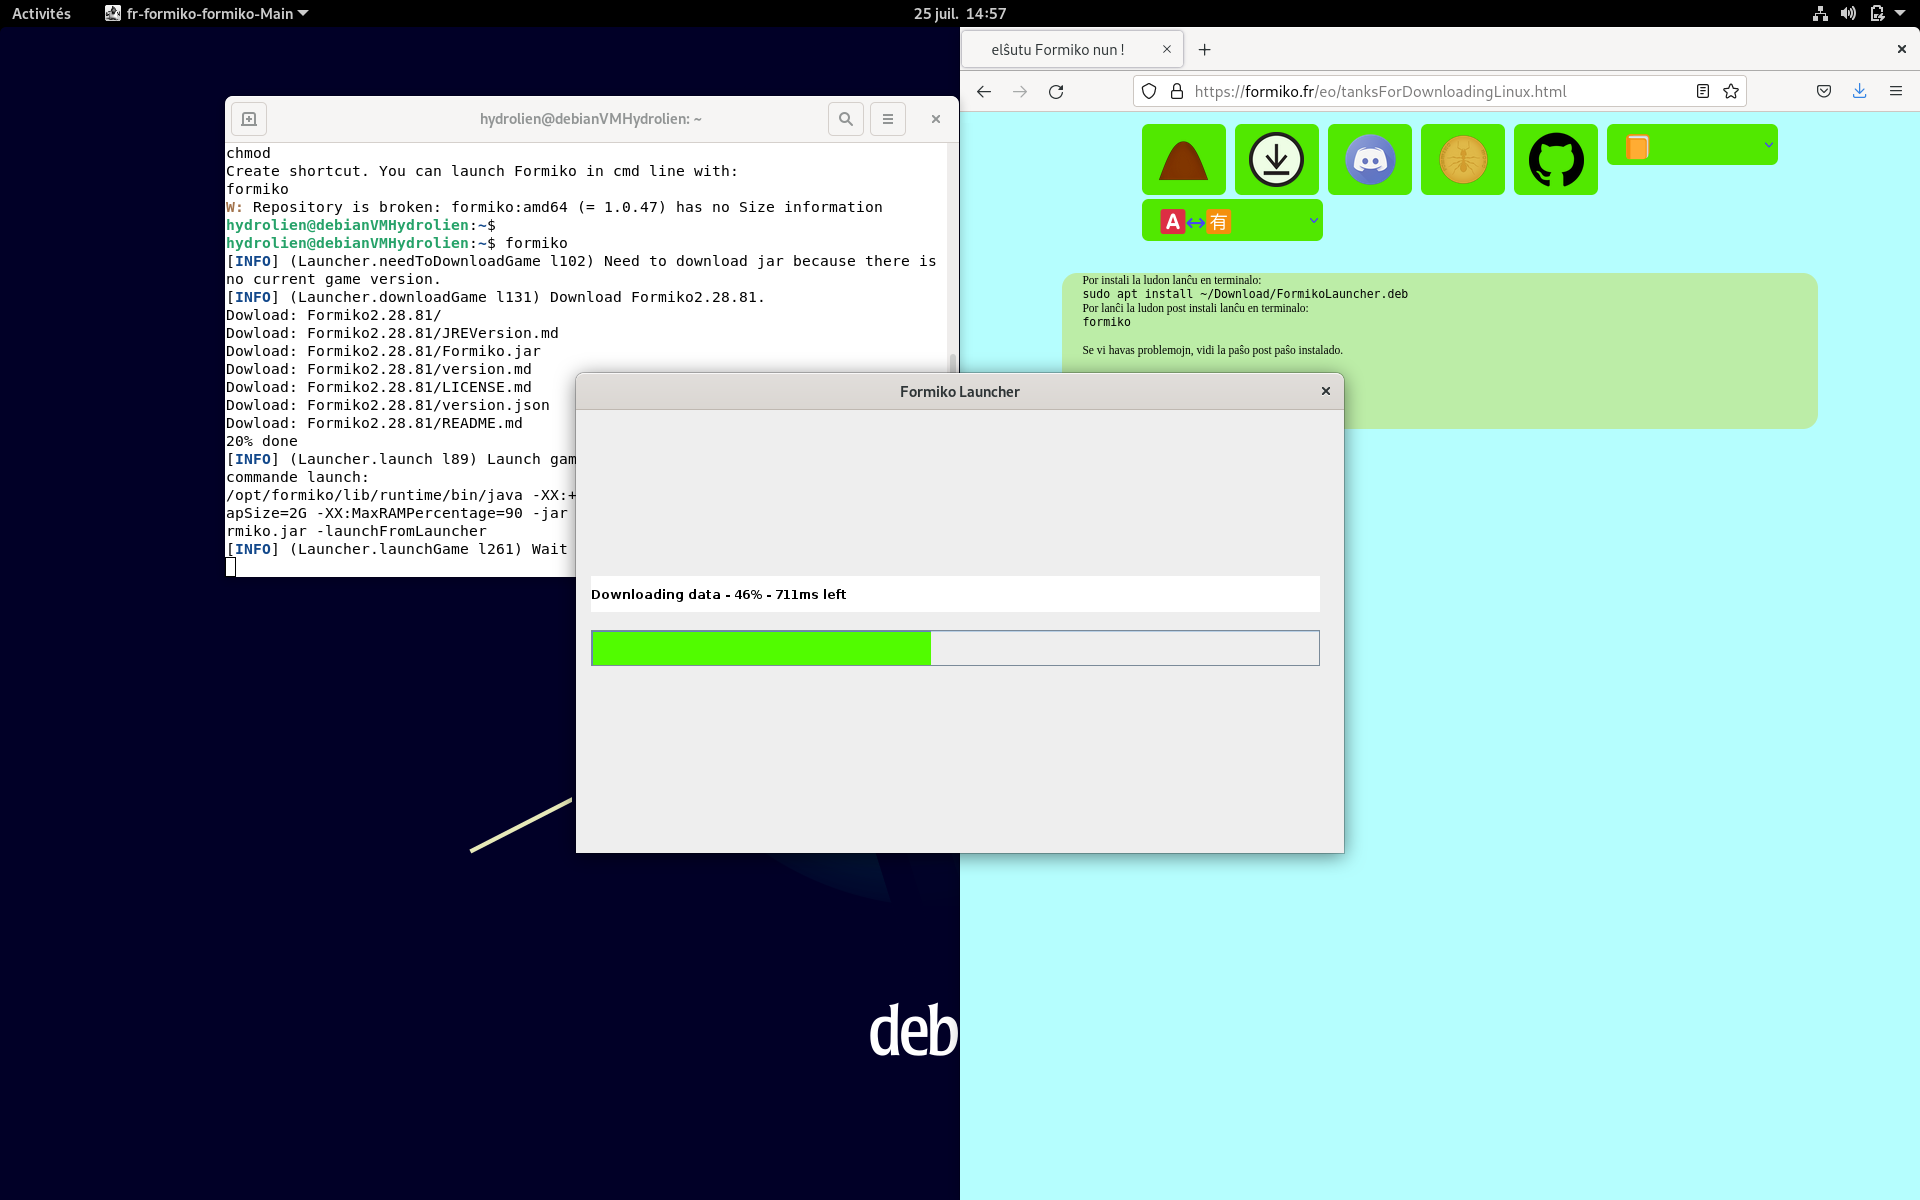 Activités fr-formiko-formiko-Main 25 juil. 14:57
hydrolien@debianVMHydrolien: ~
chmod
Create shortcut. You can launch Formiko in cmd line with:
formiko
W: Repository is broken: formiko:amd64 (= 1.0.47) has no Size information
hydrolien@debianVMHydrolien:~$
hydrolien@debianVMHydrolien:~$ formiko
[INFO] (Launcher.needToDownloadGame l102) Need to download jar because there is
no current game version.
[INFO] (Launcher.downloadGame l131) Download Formiko2.28.81.
Dowload: Formiko2.28.81/
Dowload: Formiko2.28.81/JREVersion.md
Dowload: Formiko2.28.81/Formiko.jar
Dowload: Formiko2.28.81/version.md
Dowload: Formiko2.28.81/LICENSE.md
Dowload: Formiko2.28.81/version.json
Dowload: Formiko2.28.81/README.md
20% done
[INFO] (Launcher.launch l89) Launch gam
commande launch:
/opt/formiko/lib/runtime/bin/java -XX:+
apSize=2G -XX:MaxRAMPercentage=90 -jar
rmiko.jar -launchFromLauncher
[INFO] (Launcher.launchGame l261) Wait
elŝutu Formiko nun !
https://formiko.fr/eo/tanksForDownloadingLinux.html
A 有
Por instali la ludon lanĉu en terminalo:
sudo apt install ~/Download/FormikoLauncher.deb
Por lanĉi la ludon post instali lanĉu en terminalo:
formiko
Se vi havas problemojn, vidi la paŝo post paŝo instalado.
Formiko Launcher
Downloading data - 46% - 711ms left
deb